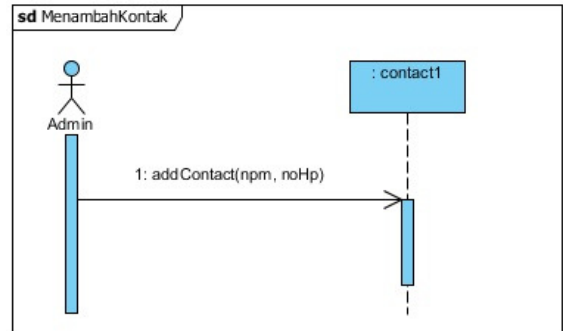 sd MenambahKontak
: contact1
Admin
1: addContact(npm, noHp)